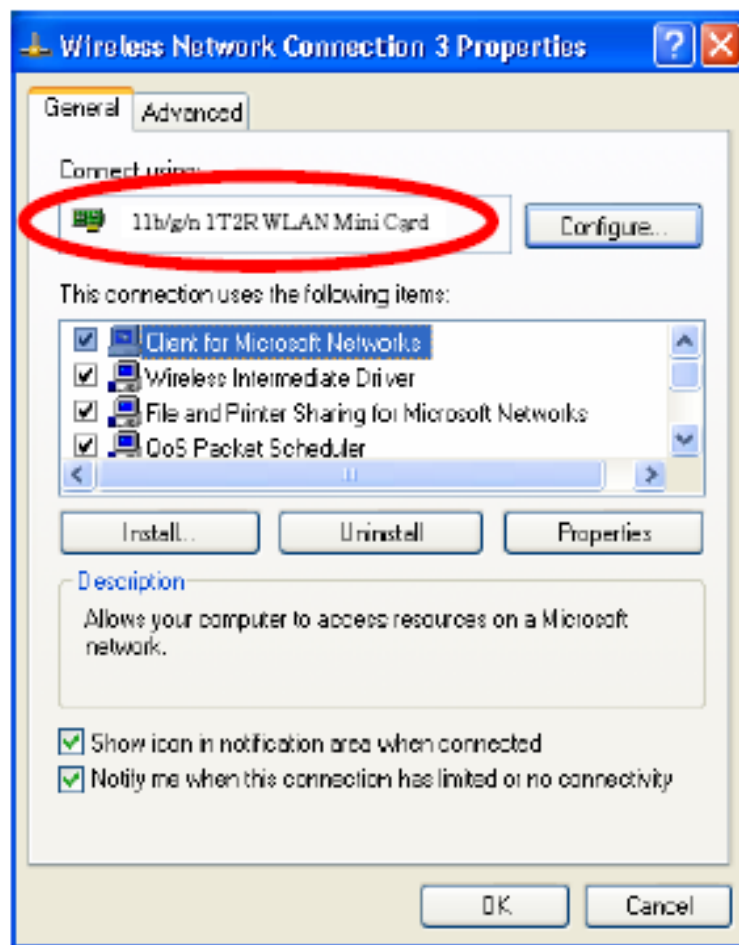 Wireless Network Connection 3 Properties
General
Advanced
Connect using:
11b/g/n 1T2R WLAN Mini Card
Configure...
This connection uses the following items:
Client for Microsoft Networks
Wireless Intermediate Driver
File and Printer Sharing for Microsoft Networks
QoS Packet Scheduler
Install...
Uninstall
Properties
Description
Allows your computer to access resources on a Microsoft
network.
Show icon in notification area when connected
Notify me when this connection has limited or no connectivity
OK
Cancel